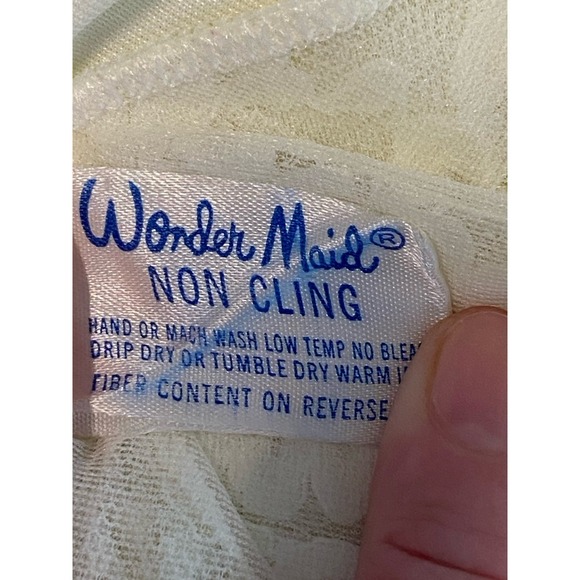 Wonder Maid®
NON CLING
HAND OR MACH WASH LOW TEMP NO
DRIP DRY OR TUMBLE DRY WARM
FIBER CONTENT ON REVERSE